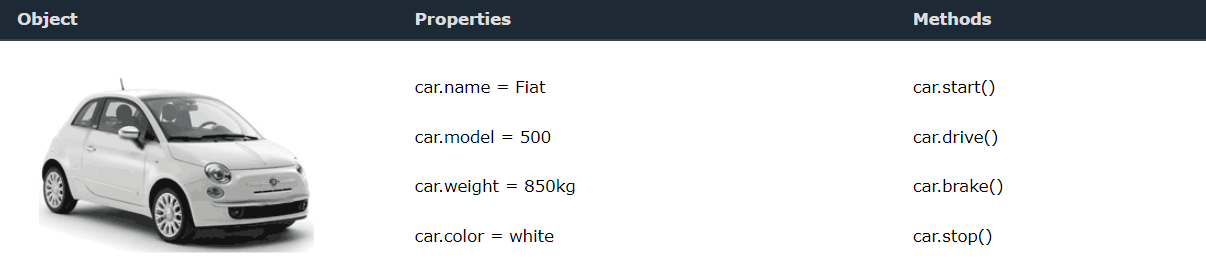 Object Properties Methods
car.name = Fiat car.start()
car.model = 500 car.drive()
car.weight = 850kg car.brake()
car.color = white car.stop()